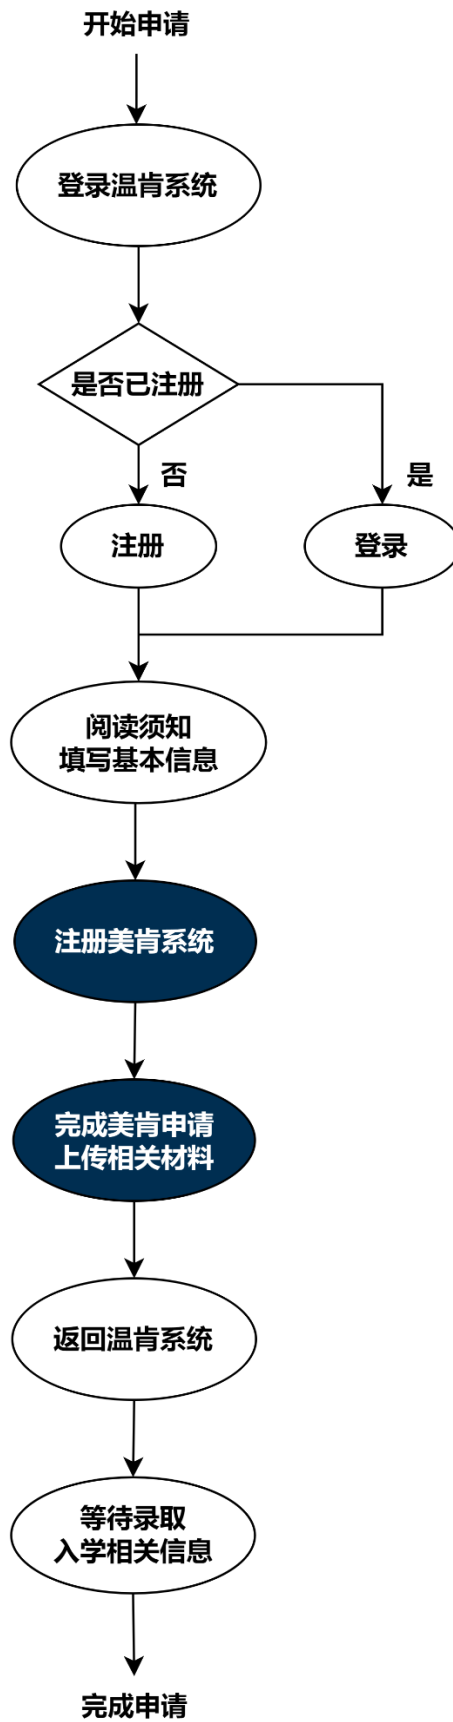 开始申请
登录温肯系统
是否已注册
否
是
注册
登录
阅读须知
填写基本信息
注册美肯系统
完成美肯申请
上传相关材料
返回温肯系统
等待录取
入学相关信息
完成申请